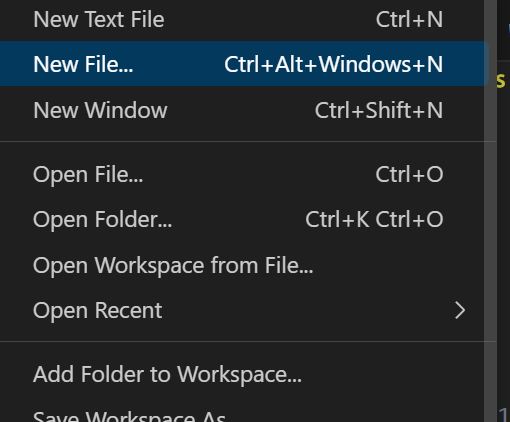 New Text File Ctrl+N
New File... Ctrl+Alt+Windows+N
New Window Ctrl+Shift+N
Open File... Ctrl+O
Open Folder... Ctrl+K Ctrl+O
Open Workspace from File...
Open Recent
Add Folder to Workspace...
Save Workspace As